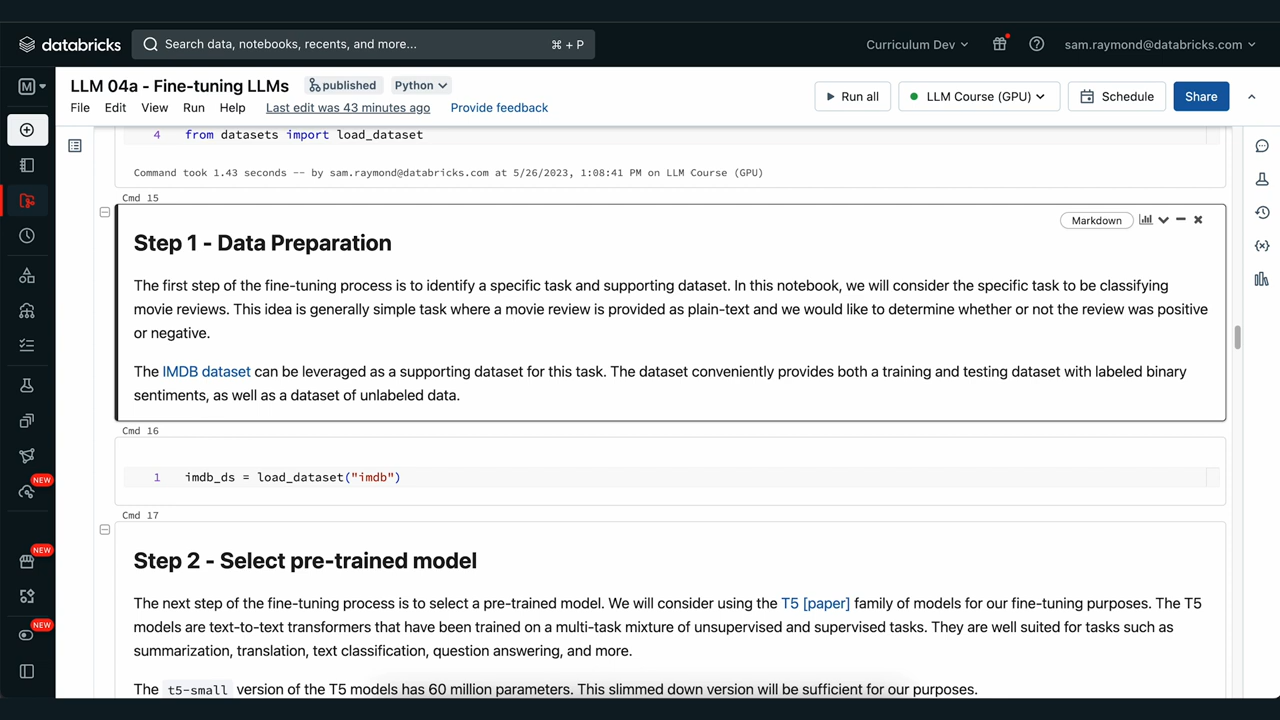 databricks
Search data, notebooks, recents, and more...
⌘ + P
Curriculum Dev
sam.raymond@databricks.com
M
LLM 04a - Fine-tuning LLMs
published
Python
File Edit View Run Help Last edit was 43 minutes ago Provide feedback
Run all
LLM Course (GPU)
Schedule
Share
4 from datasets import load_dataset
Command took 1.43 seconds -- by sam.raymond@databricks.com at 5/26/2023, 1:08:41 PM on LLM Course (GPU)
Cmd 15
Markdown
Step 1 - Data Preparation
The first step of the fine-tuning process is to identify a specific task and supporting dataset. In this notebook, we will consider the specific task to be classifying
movie reviews. This idea is generally simple task where a movie review is provided as plain-text and we would like to determine whether or not the review was positive
or negative.
The IMDB dataset can be leveraged as a supporting dataset for this task. The dataset conveniently provides both a training and testing dataset with labeled binary
sentiments, as well as a dataset of unlabeled data.
Cmd 16
1 imdb_ds = load_dataset("imdb")
Cmd 17
Step 2 - Select pre-trained model
The next step of the fine-tuning process is to select a pre-trained model. We will consider using the T5 [paper] family of models for our fine-tuning purposes. The T5
models are text-to-text transformers that have been trained on a multi-task mixture of unsupervised and supervised tasks. They are well suited for tasks such as
summarization, translation, text classification, question answering, and more.
The t5-small version of the T5 models has 60 million parameters. This slimmed down version will be sufficient for our purposes.
NEW
NEW
NEW